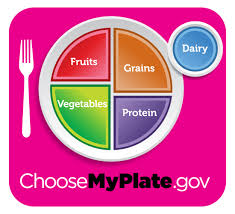 Dairy
Fruits
Grains
Vegetables
Protein
ChooseMyPlate.gov